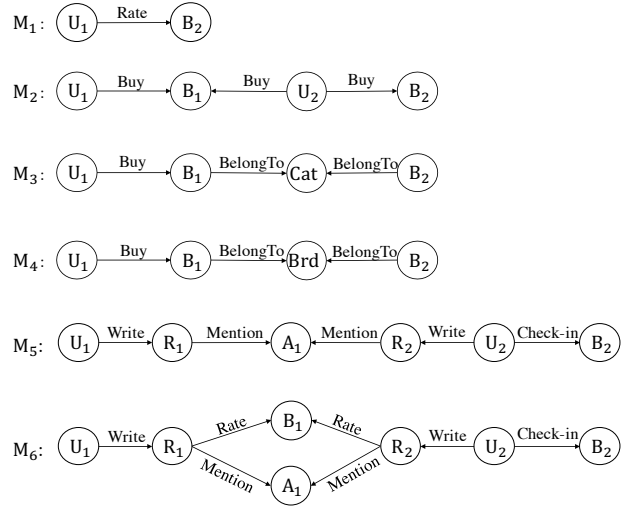 Rate
M₁: U₁ B₂
Buy Buy Buy
M₂: U₁ B₁ U₂ B₂
Buy BelongTo BelongTo
M₃: U₁ B₁ Cat B₂
Buy BelongTo BelongTo
M₄: U₁ B₁ Brd B₂
Write Mention Mention Write Check-in
M₅: U₁ R₁ A₁ R₂ U₂ B₂
B₁
Rate Rate
Write Write Check-in
M₆: U₁ R₁ R₂ U₂ B₂
Mention Mention
A₁